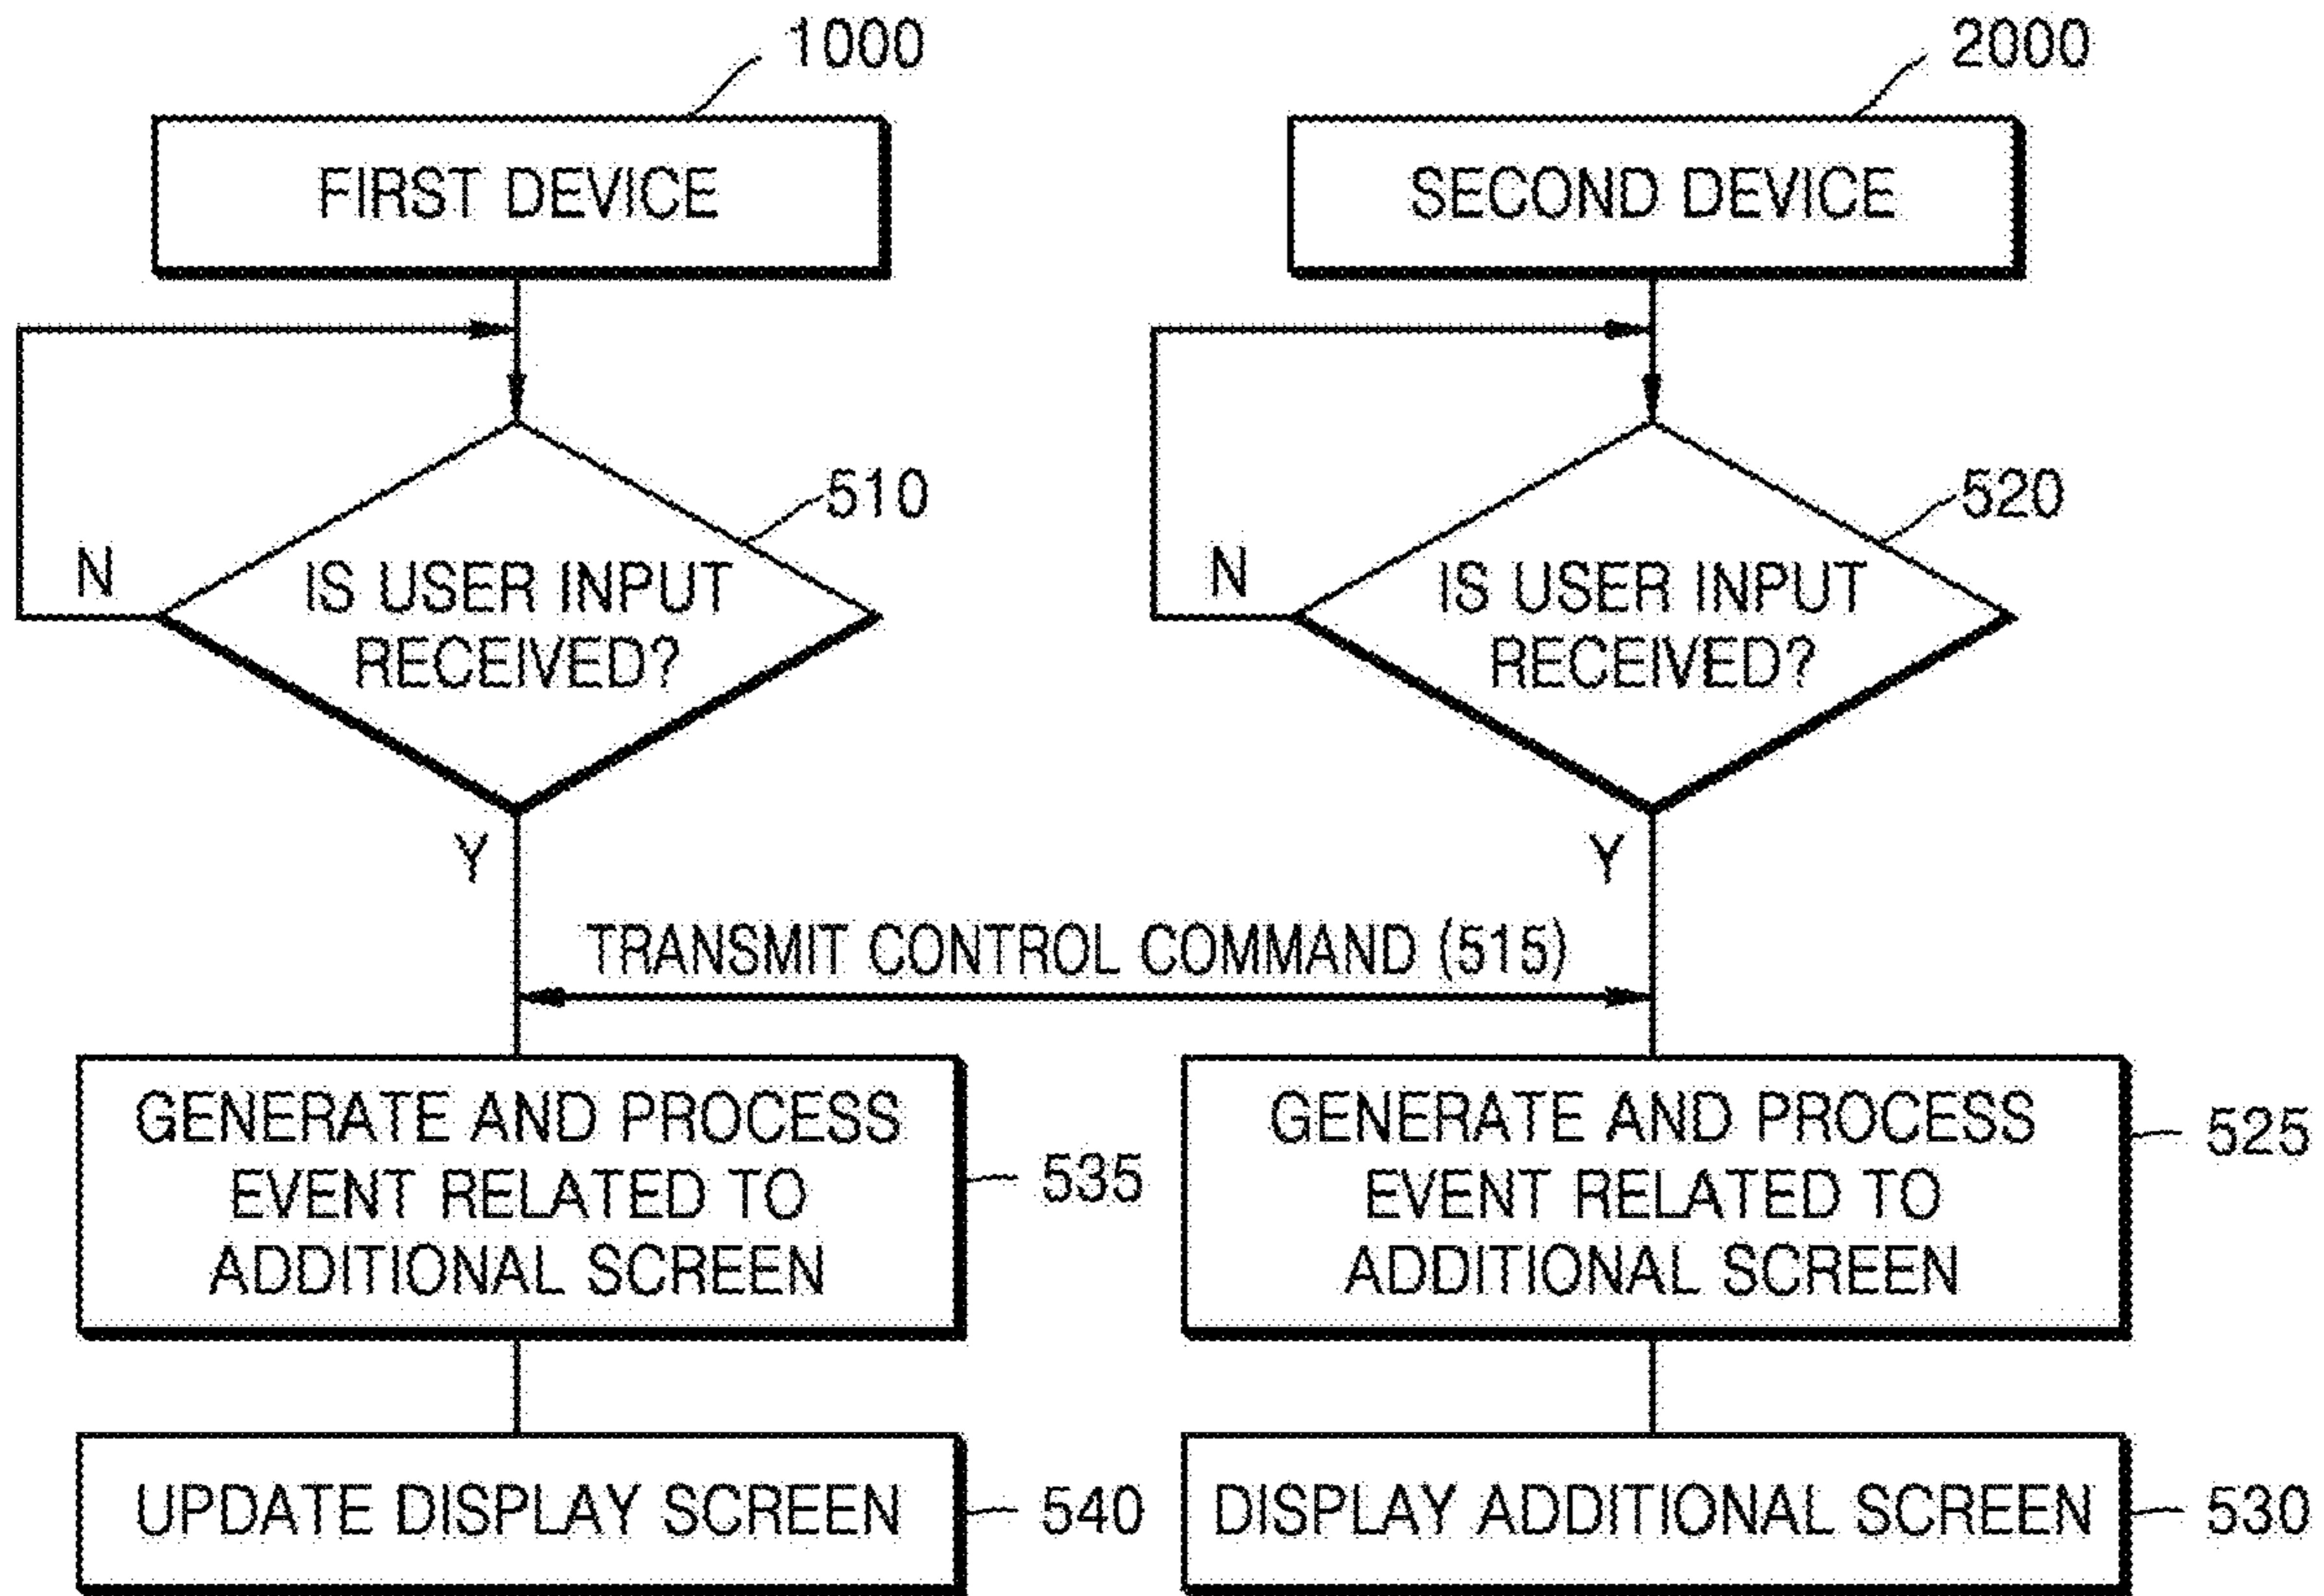 1000
FIRST DEVICE
510
N
IS USER INPUT
RECEIVED?
Y
2000
SECOND DEVICE
520
N
IS USER INPUT
RECEIVED?
Y
TRANSMIT CONTROL COMMAND (515)
GENERATE AND PROCESS
EVENT RELATED TO
ADDITIONAL SCREEN
535
UPDATE DISPLAY SCREEN
540
GENERATE AND PROCESS
EVENT RELATED TO
ADDITIONAL SCREEN
525
DISPLAY ADDITIONAL SCREEN
530